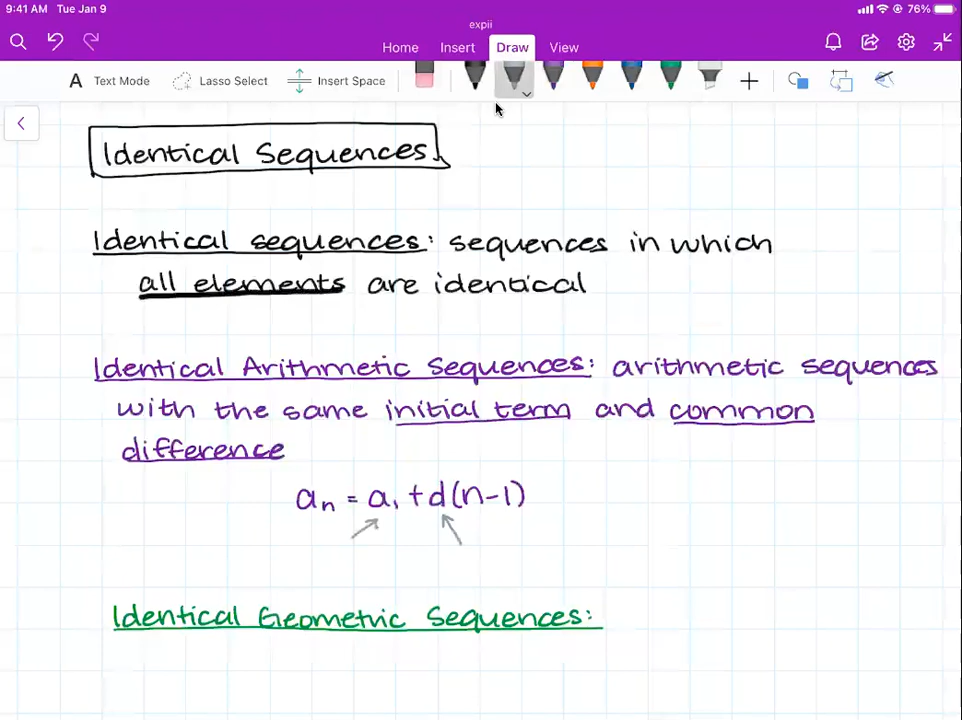 9:41 AM Tue Jan 9
76%
expii
Home Insert Draw View
Text Mode Lasso Select Insert Space
Identical Sequences
Identical sequences: sequences in which
all elements are identical
Identical Arithmetic Sequences: arithmetic sequences
with the same initial term and common
difference
aₙ = a₁ + d(n-1)
Identical Geometric Sequences: